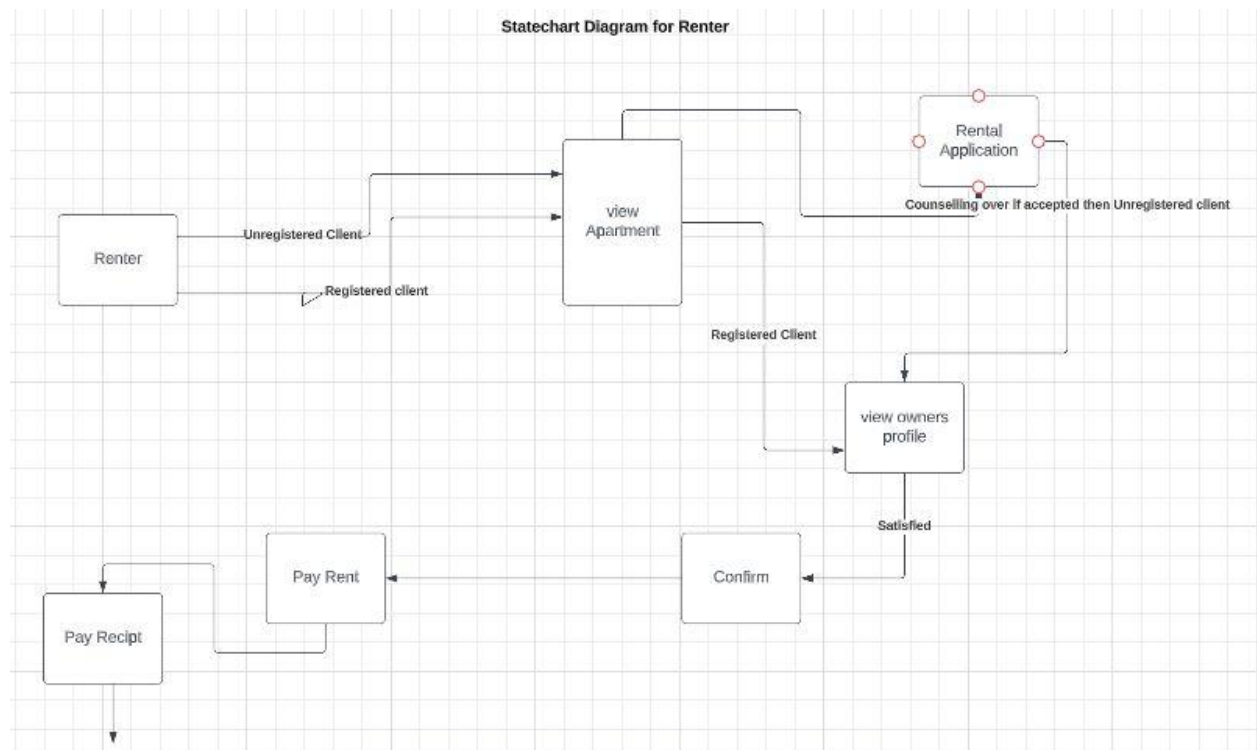 Statechart Diagram for Renter
Rental
Application
Counselling over if accepted then Unregistered client
view
Apartment
Unregistered Client
Renter
Registered client
Registered Client
view owners
profile
Satisfied
Confirm
Pay Rent
Pay Recipt